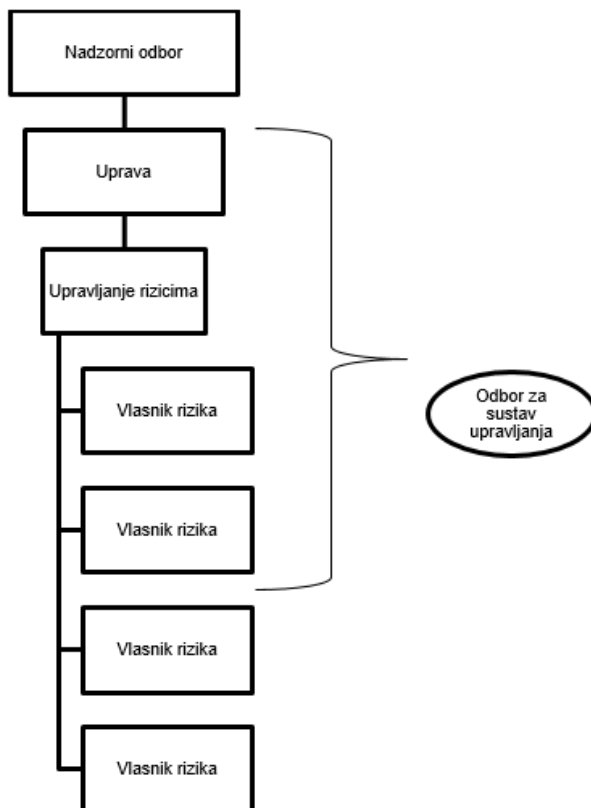 Nadzorni odbor
Uprava
Upravljanje rizicima
Vlasnik rizika
Odbor za
sustav
upravljanja
Vlasnik rizika
Vlasnik rizika
Vlasnik rizika